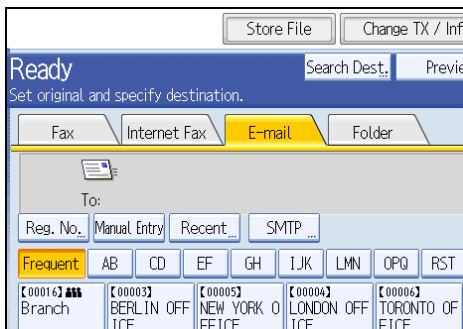 Store File Change TX / Inf
Ready Search Dest. Previe
Set original and specify destination.
Fax Internet Fax E-mail Folder
To:
Reg. No. Manual Entry Recent SMTP
Frequent AB CD EF GH IJK LMN OPQ RST
【00016】 【00003】 【00005】 【00004】 【00006】
Branch BERLIN OFF NEW YORK O LONDON OFF TORONTO OF
ICE FFICE ICE FICE